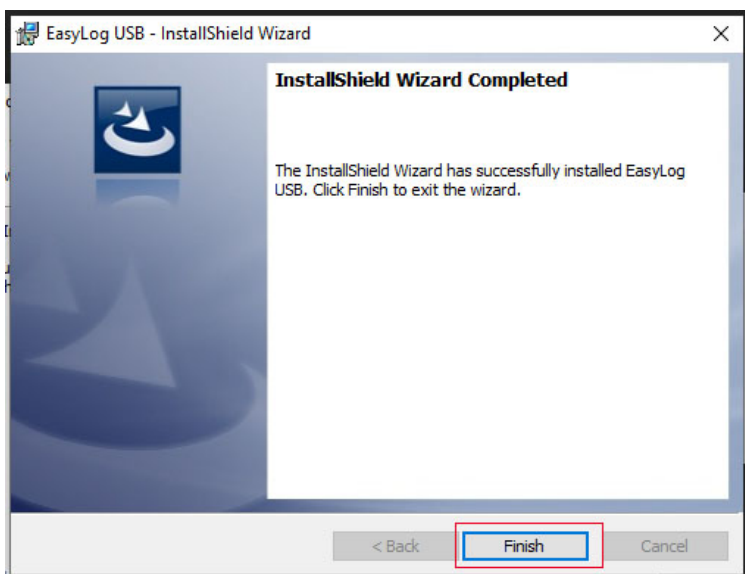 EasyLog USB - InstallShield Wizard
InstallShield Wizard Completed
The InstallShield Wizard has successfully installed EasyLog
USB. Click Finish to exit the wizard.
< Back
Finish
Cancel